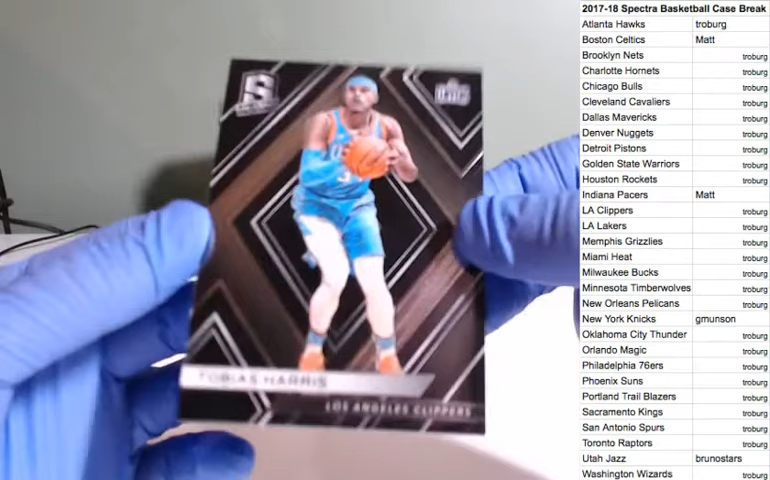 2017-18 Spectra Basketball Case Break
Atlanta Hawks troburg
Boston Celtics Matt
Brooklyn Nets troburg
Charlotte Hornets troburg
Chicago Bulls troburg
Cleveland Cavaliers troburg
Dallas Mavericks troburg
Denver Nuggets troburg
Detroit Pistons troburg
Golden State Warriors troburg
Houston Rockets troburg
Indiana Pacers Matt
LA Clippers troburg
LA Lakers troburg
Memphis Grizzlies troburg
Miami Heat troburg
Milwaukee Bucks troburg
Minnesota Timberwolves troburg
New Orleans Pelicans troburg
New York Knicks gmunson
Oklahoma City Thunder troburg
Orlando Magic troburg
Philadelphia 76ers troburg
Phoenix Suns troburg
Portland Trail Blazers troburg
Sacramento Kings troburg
San Antonio Spurs troburg
Toronto Raptors troburg
Utah Jazz brunostars
Washington Wizards troburg
TOBIAS HARRIS
LOS ANGELES CLIPPERS